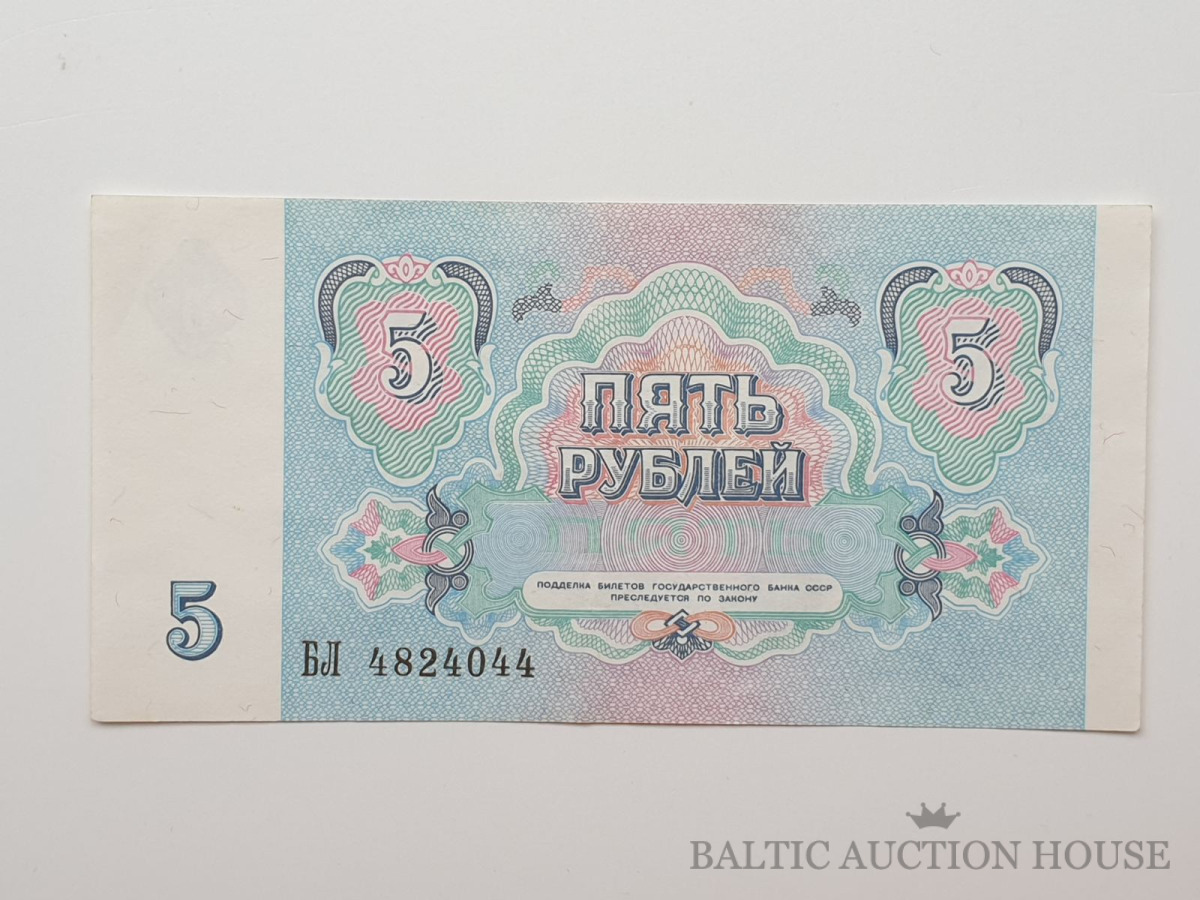 5
5
ПЯТЬ
РУБЛЕЙ
ПОДДЕЛКА БИЛЕТОВ ГОСУДАРСТВЕННОГО БАНКА СССР
ПРЕСЛЕДУЕТСЯ ПО ЗАКОНУ
5
БЛ 4824044
BALTIC AUCTION HOUSE